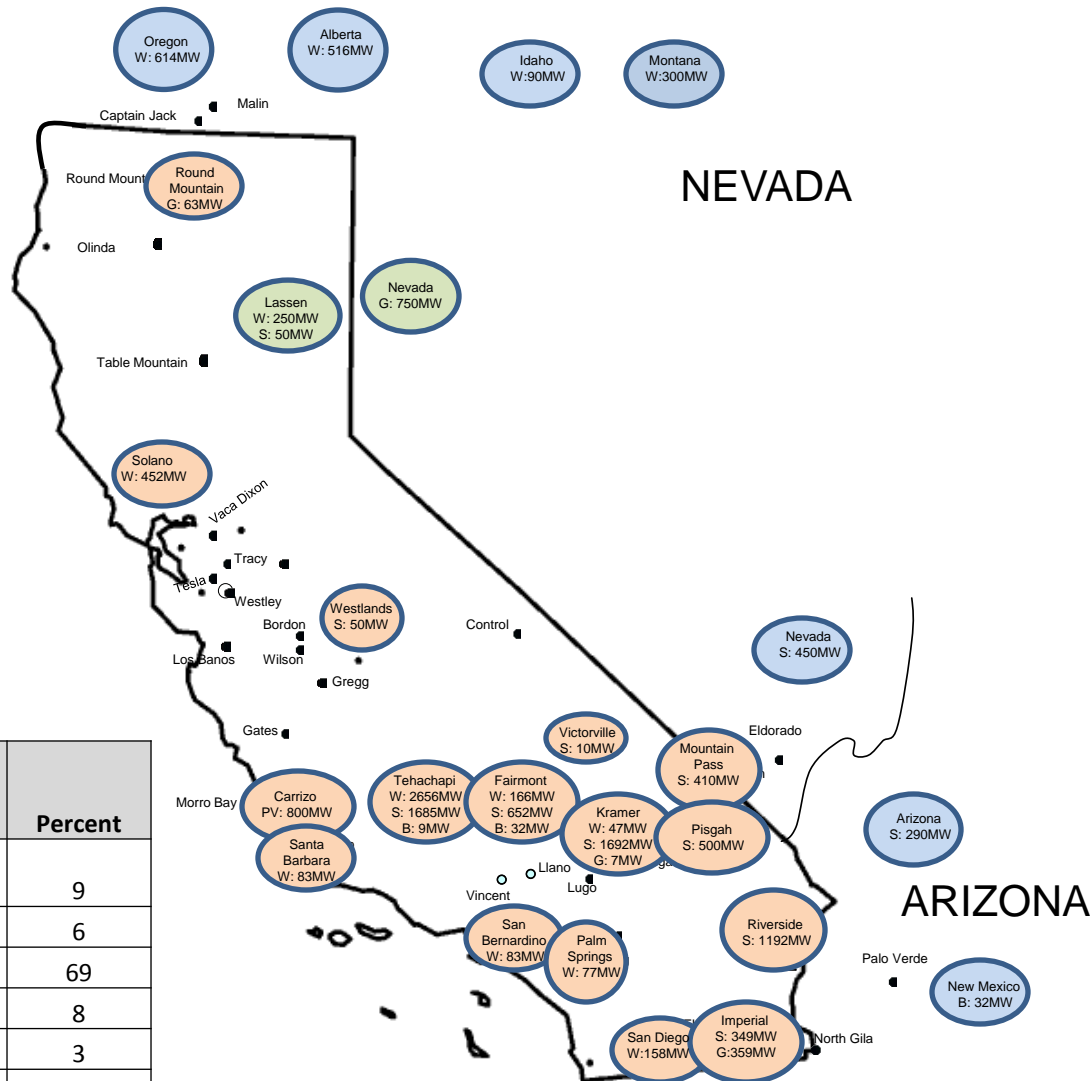 Oregon
W: 614MW
Alberta
W: 516MW
Idaho
W:90MW
Montana
W:300MW
Malin
Captain Jack
NEVADA
Round Mount
Round
Mountain
G: 63MW
Olinda
Nevada
G: 750MW
Lassen
W: 250MW
S: 50MW
Table Mountain
Solano
W: 452MW
Vaca Dixon
Tracy
Tesla
Westley
Westlands
S: 50MW
Bordon
Control
Los Banos
Wilson
Nevada
S: 450MW
Gregg
Gates
Victorville
S: 10MW
Eldorado
Mountain
Pass
S: 410MW
Morro Bay
Carrizo
PV: 800MW
Tehachapi
W: 2656MW
S: 1685MW
B: 9MW
Fairmont
W: 166MW
S: 652MW
B: 32MW
Kramer
W: 47MW
S: 1692MW
G: 7MW
Pisgah
S: 500MW
Arizona
S: 290MW
Santa
Barbara
W: 83MW
Llano
Lugo
Vincent
ARIZONA
San
Bernardino
W: 83MW
Palm
Springs
W: 77MW
Riverside
S: 1192MW
Palo Verde
New Mexico
B: 32MW
San Diego
W:158MW
Imperial
S: 349MW
G:359MW
North Gila
Percent
9
6
69
8
3